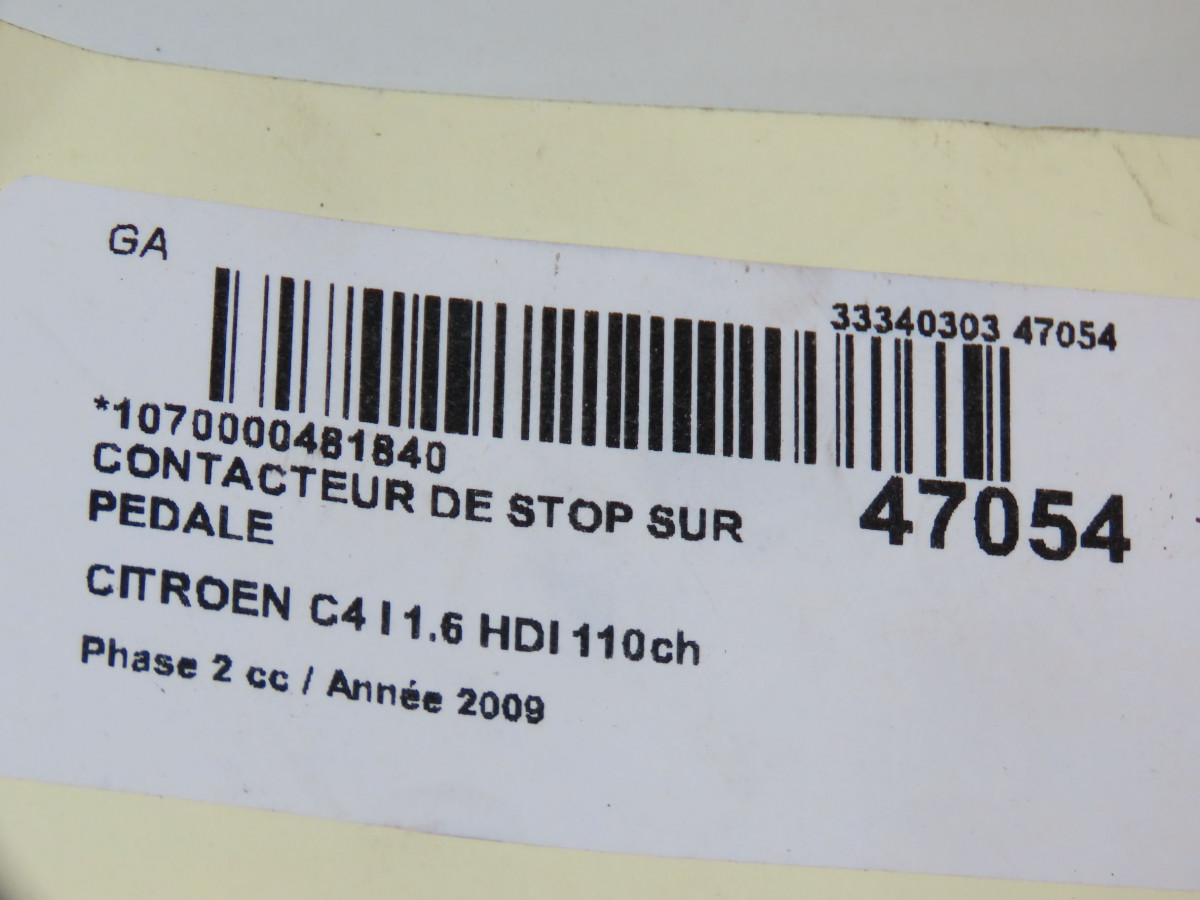 GA
33340303 47054
*1070000481840
CONTACTEUR DE STOP SUR
PEDALE
47054
CITROEN C4 I 1.6 HDI 110ch
Phase 2 cc / Année 2009